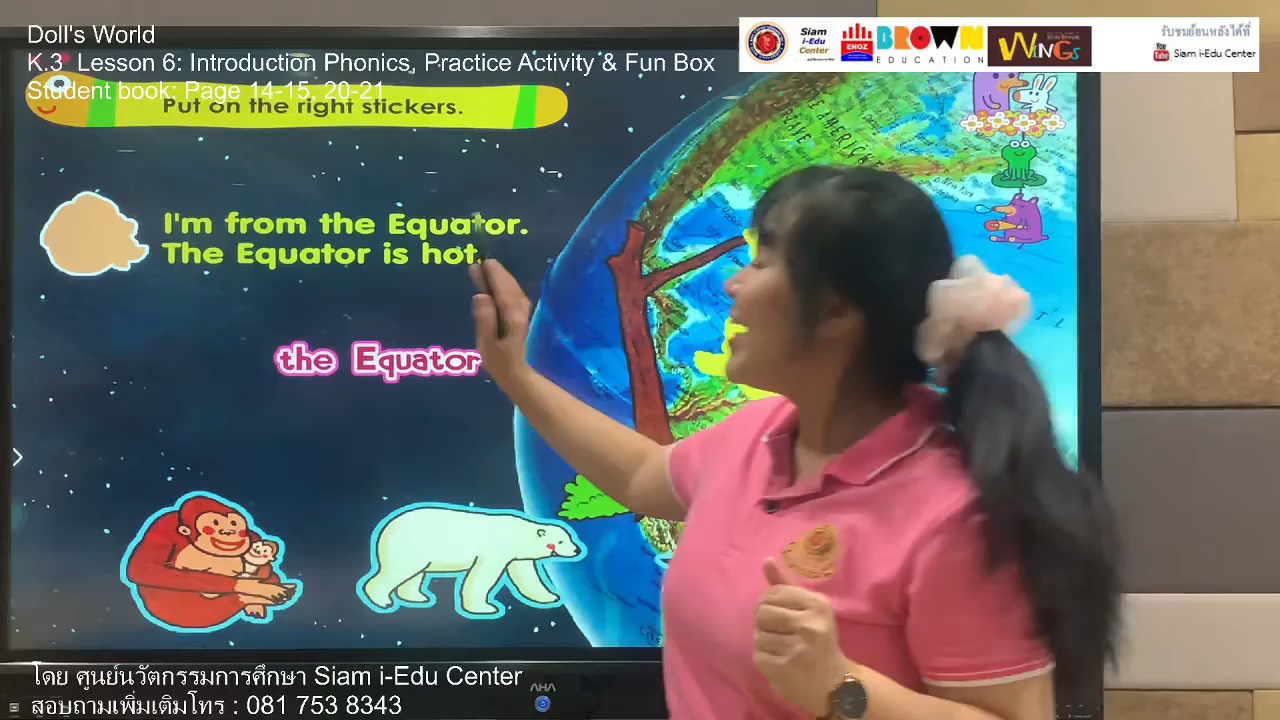 Doll's World
K.3 Lesson 3: Introduction Phonics, Practice Activity & Fun Box
Student book: Page 14-15, 20-21
Put on the right stickers.
Siam
i-Edu
Center
ENOZ
BROWN
EDUCATION
WiNGs
รับชมย้อนหลังได้ที่
You
Tube
Siam i-Edu Center
I'm from the Equator.
The Equator is hot.
the Equator
โดย ศูนย์นวัตกรรมการศึกษา Siam i-Edu Center
สอบถามเพิ่มเติมโทร : 081 753 8343
AHA